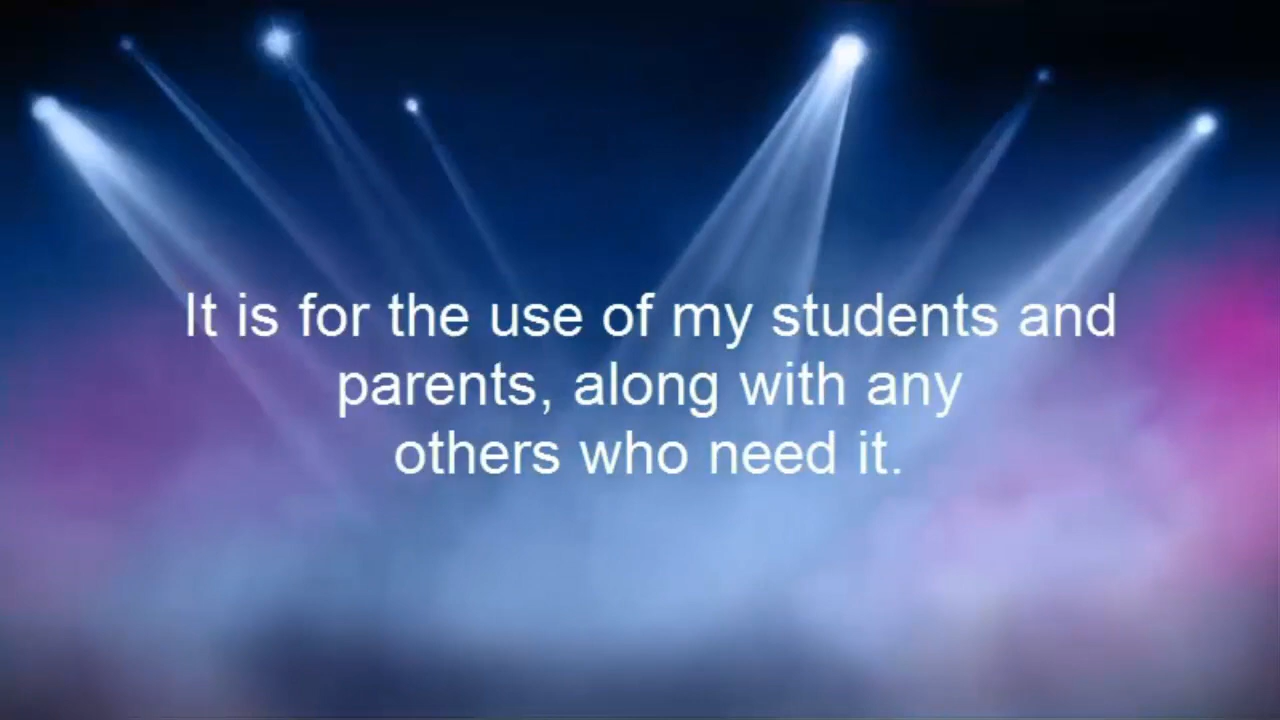 It is for the use of my students and
parents, along with any
others who need it.